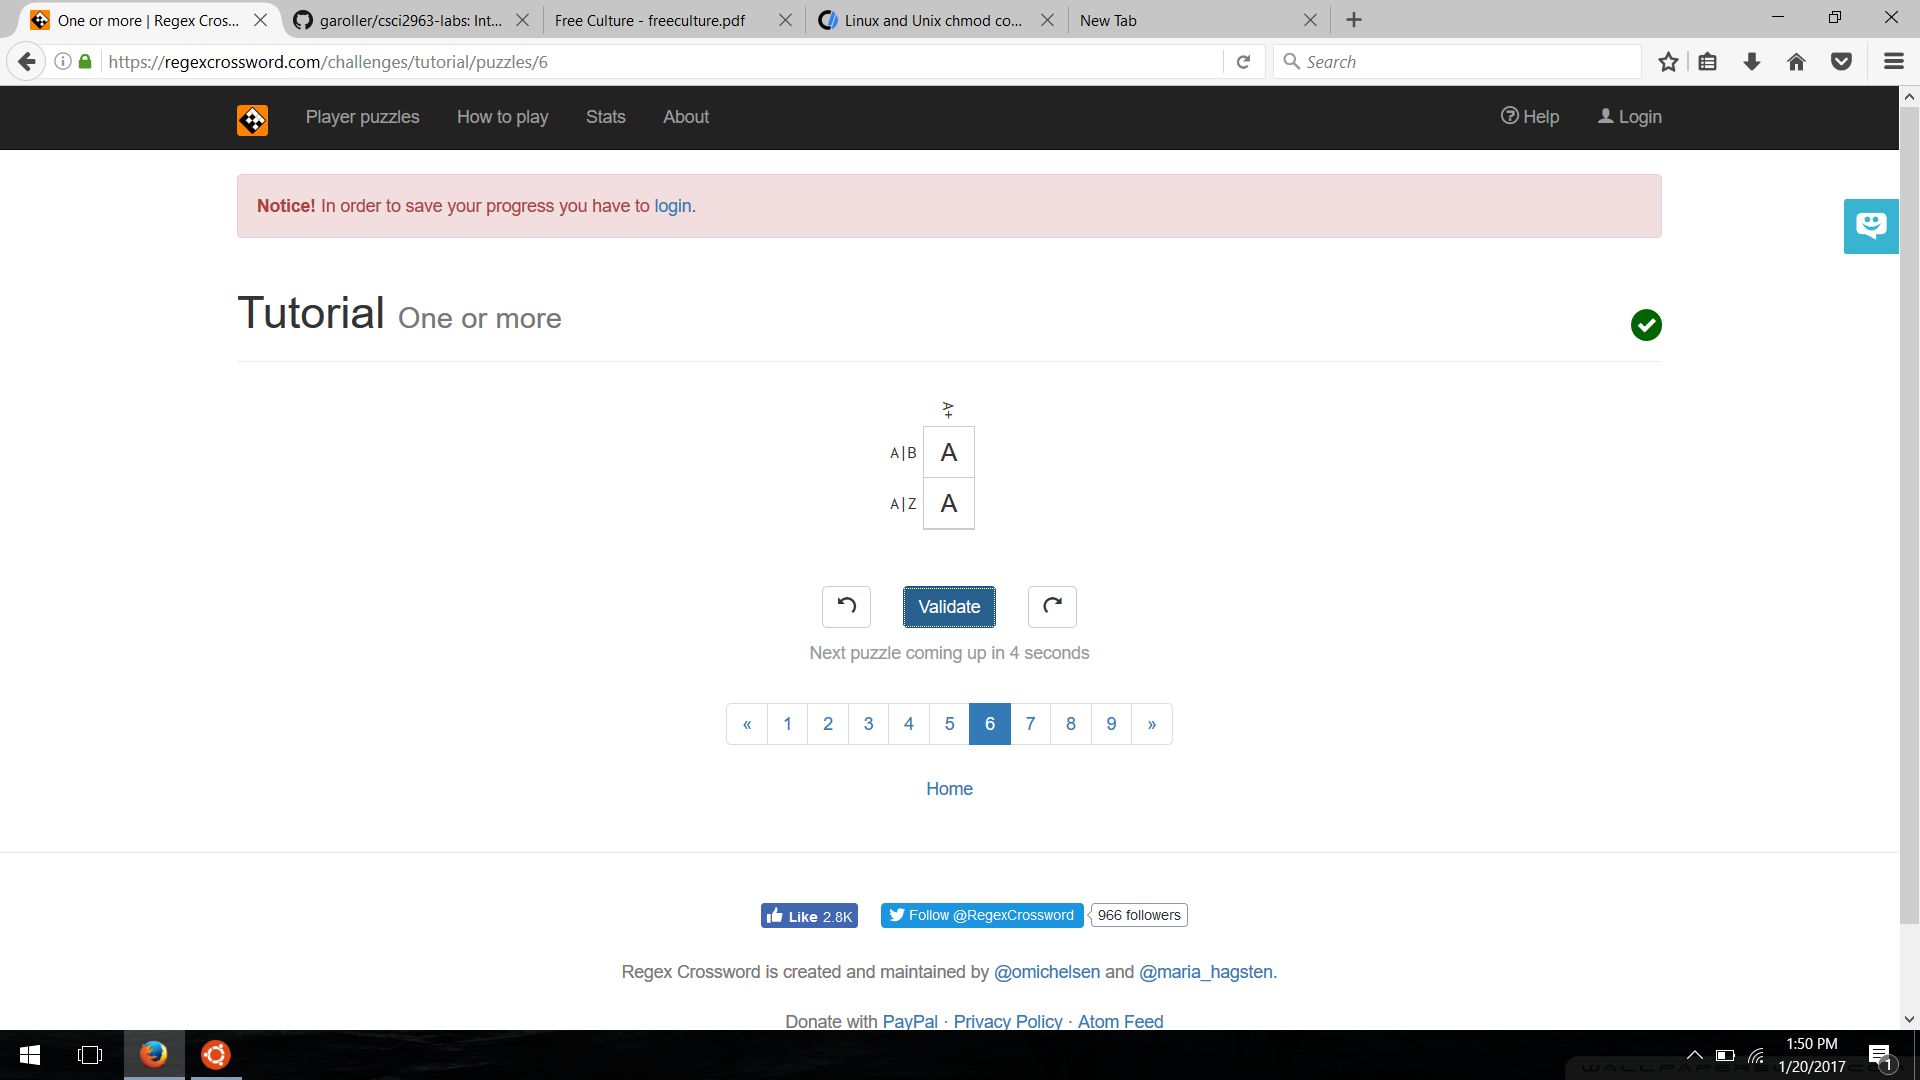 One or more | Regex Cros...
garoller/csci2963-labs: Int...
Free Culture - freeculture.pdf
Linux and Unix chmod co...
New Tab
https://regexcrossword.com/challenges/tutorial/puzzles/6
Search
Player puzzles
How to play
Stats
About
Help
Login
Notice! In order to save your progress you have to login.
Tutorial One or more
A+
A|B A
A|Z A
Validate
Next puzzle coming up in 4 seconds
« 1 2 3 4 5 6 7 8 9 »
Home
Like 2.8K
Follow @RegexCrossword
966 followers
Regex Crossword is created and maintained by @omichelsen and @maria_hagsten.
Donate with PayPal · Privacy Policy · Atom Feed
1:50 PM
1/20/2017
1